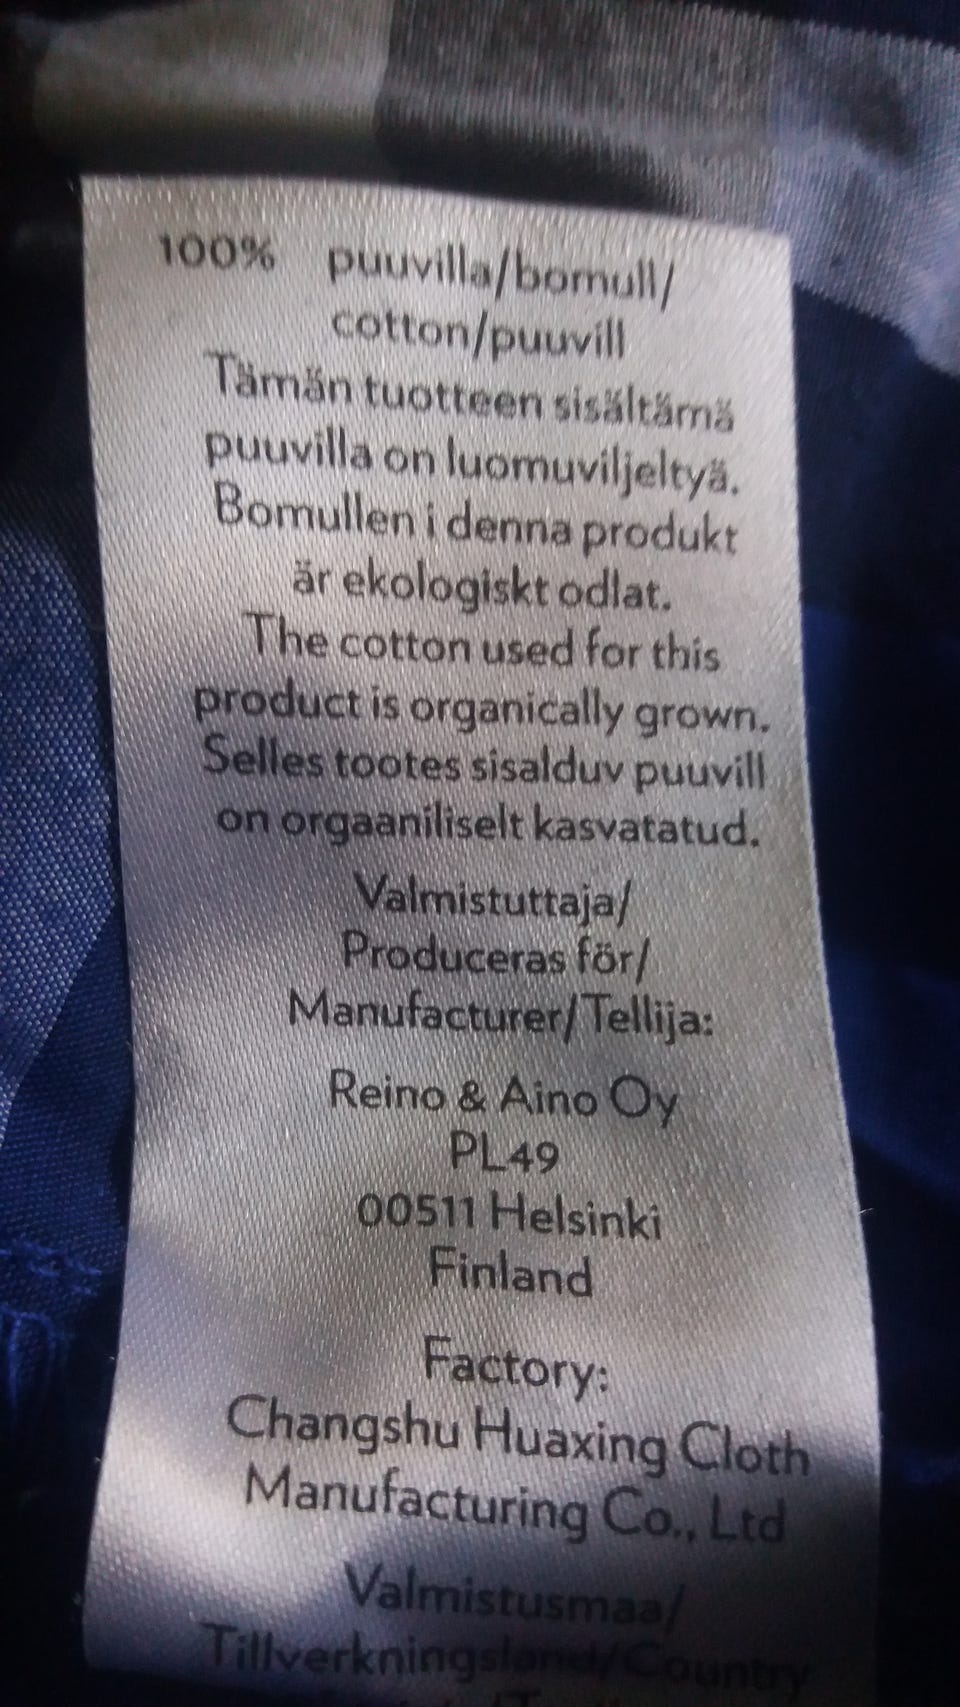 100% puuvilla/bomull/
cotton/puuvill
Tämän tuotteen sisältämä
puuvilla on luomuviljeltyä.
Bomullen i denna produkt
är ekologiskt odlat.
The cotton used for this
product is organically grown.
Selles tootes sisalduv puuvill
on orgaaniliselt kasvatatud.
Valmistuttaja/
Produceras för/
Manufacturer/Tellija:
Reino & Aino Oy
PL49
00511 Helsinki
Finland
Factory:
Changshu Huaxing Cloth
Manufacturing Co., Ltd
Valmistusmaa/
Tillverkningsland/Country